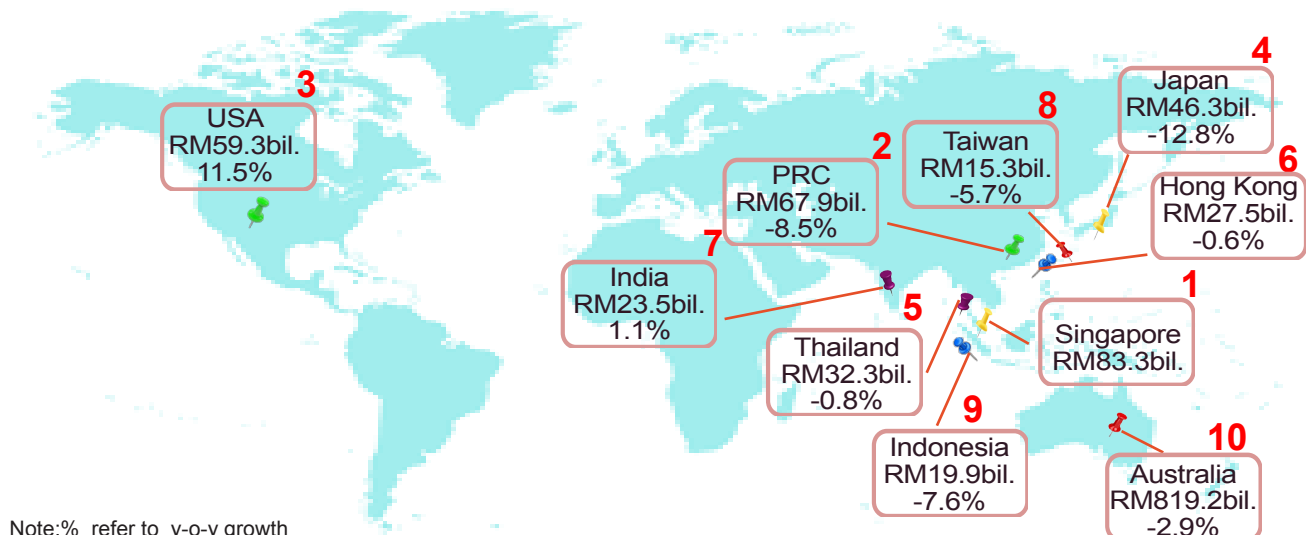 3
USA
RM59.3bil.
11.5%
4
Japan
RM46.3bil.
-12.8%
8
Taiwan
RM15.3bil.
-5.7%
2
PRC
RM67.9bil.
-8.5%
6
Hong Kong
RM27.5bil.
-0.6%
7
India
RM23.5bil.
1.1%
5
Thailand
RM32.3bil.
-0.8%
1
Singapore
RM83.3bil.
9
Indonesia
RM19.9bil.
-7.6%
10
Australia
RM819.2bil.
-2.9%
Note:% refer to y-o-y growth